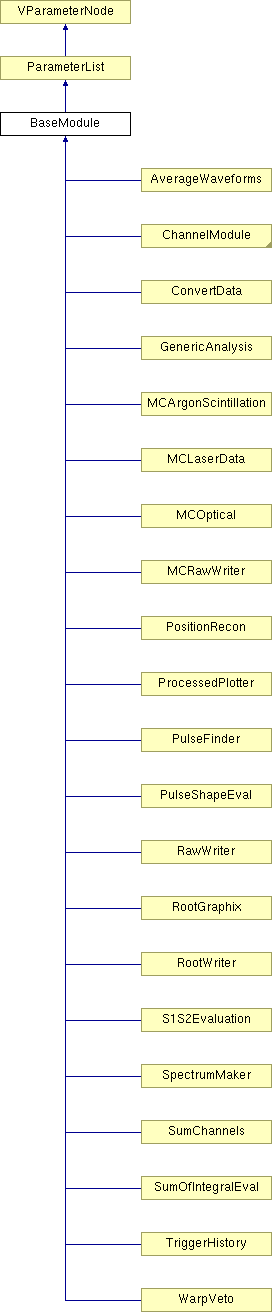 VParameterNode
ParameterList
BaseModule
AverageWaveforms
ChannelModule
ConvertData
GenericAnalysis
MCArgonScintillation
MCLaserData
MCOptical
MCRawWriter
PositionRecon
ProcessedPlotter
PulseFinder
PulseShapeEval
RawWriter
RootGraphix
RootWriter
S1S2Evaluation
SpectrumMaker
SumChannels
SumOfIntegralEval
TriggerHistory
WarpVeto